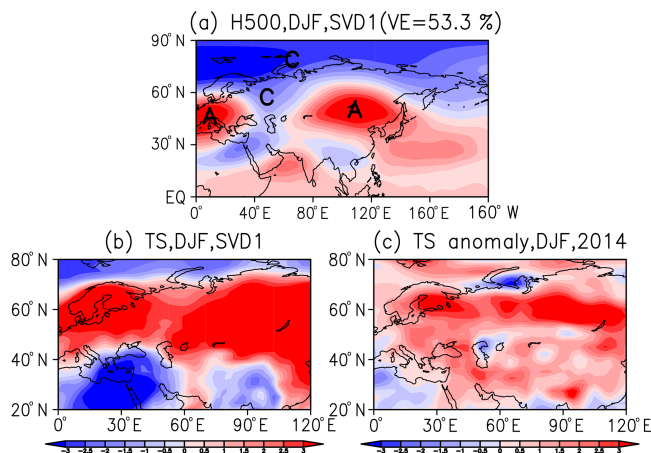 (a) H500,DJF,SVD1(VE=53.3 %)
90°N
60°N
30°N
EQ
0°E 40°E 80°E 120°E 160°E 160°W
C
C
A
A
(b) TS,DJF,SVD1
80°N
60°N
40°N
20°N
0°E 30°E 60°E 90°E 120°E
-3 -2.5 -2 -1.5 -1 -0.5 0 0.5 1 1.5 2 2.5 3
(c) TS anomaly,DJF,2014
80°N
60°N
40°N
20°N
0°E 30°E 60°E 90°E 120°E
-3 -2.5 -2 -1.5 -1 -0.5 0 0.5 1 1.5 2 2.5 3